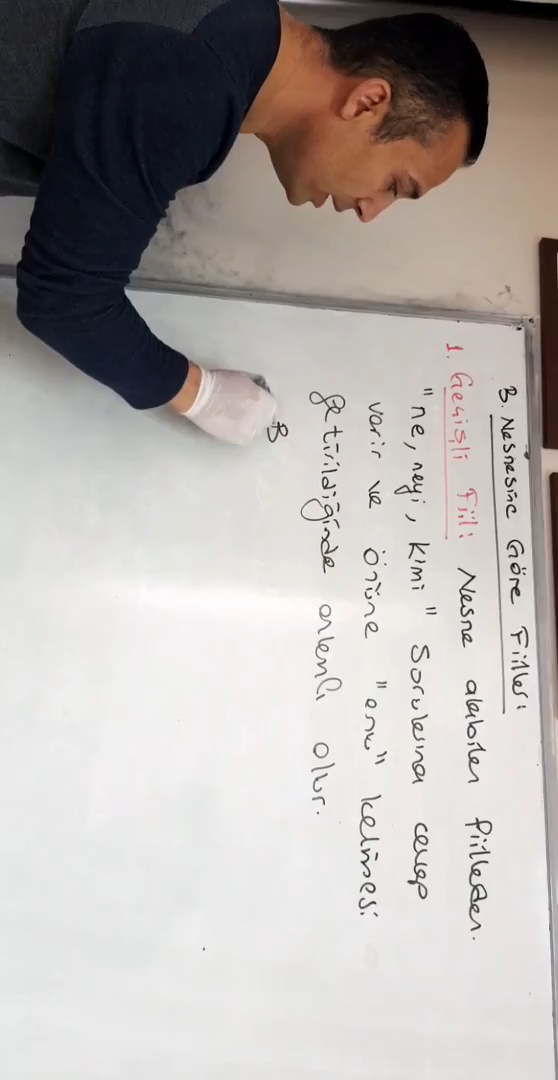 B. Nesnesine Göre Fiiller:
1. Geçişli Fiil: Nesne alabilen fiillerden.
"ne, neyi, kimi" sorularına cevap
verir ve önüne "onu" kelimesi
getirildiğinde anlamlı olur.
B